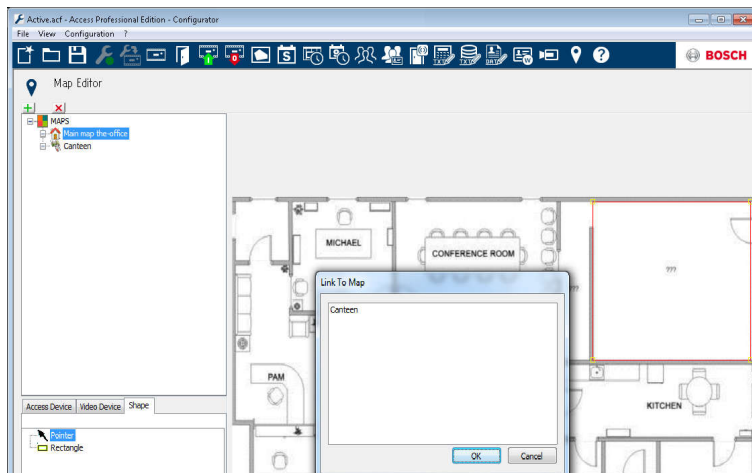 Active.acf - Access Professional Edition - Configurator
File View Configuration ?
BOSCH
Map Editor
MAPS
Main map the-office
Canteen
MICHAEL
CONFERENCE ROOM
???
???
Link To Map
Canteen
PAM
KITCHEN
Access Device Video Device Shape
Pointer
Rectangle
OK Cancel